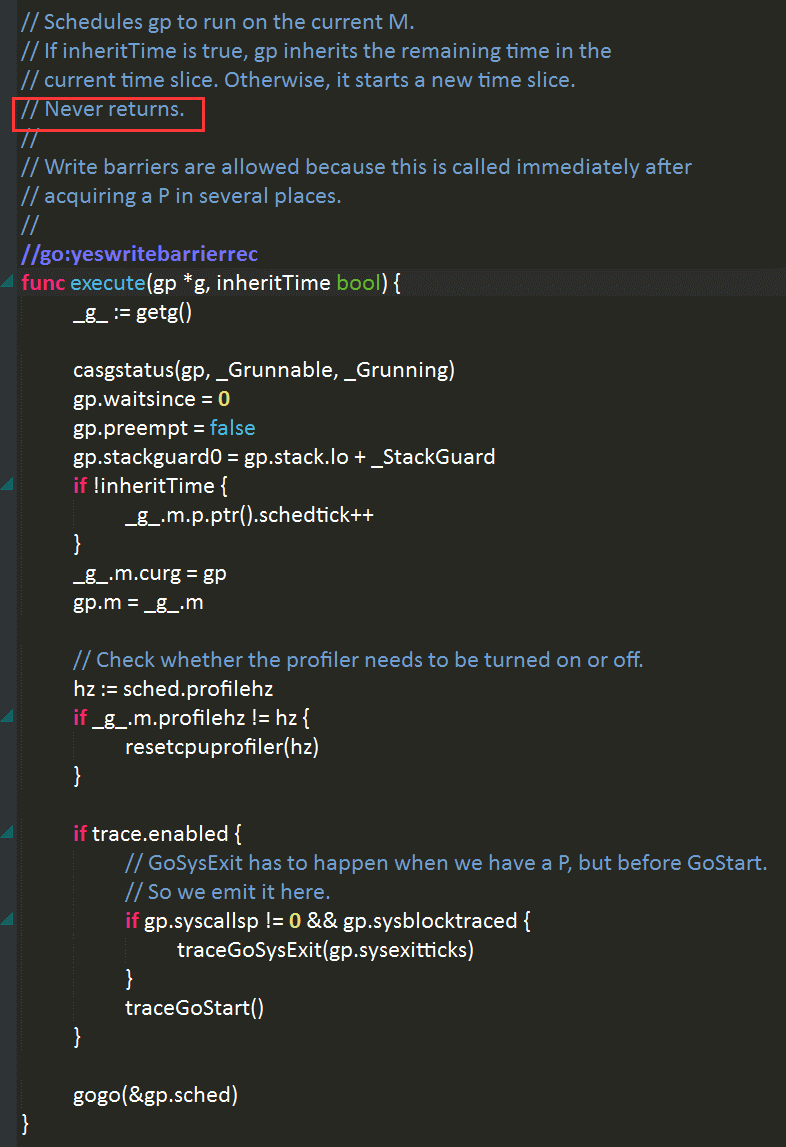 // Schedules gp to run on the current M.
// If inheritTime is true, gp inherits the remaining time in the
// current time slice. Otherwise, it starts a new time slice.
// Never returns.
//
// Write barriers are allowed because this is called immediately after
// acquiring a P in several places.
//
//go:yeswritebarrierrec
func execute(gp *g, inheritTime bool) {
_g_ := getg()
casgstatus(gp, _Grunnable, _Grunning)
gp.waitsince = 0
gp.preempt = false
gp.stackguard0 = gp.stack.lo + _StackGuard
if !inheritTime {
_g_.m.p.ptr().schedtick++
}
_g_.m.curg = gp
gp.m = _g_.m
// Check whether the profiler needs to be turned on or off.
hz := sched.profilehz
if _g_.m.profilehz != hz {
resetcpuprofiler(hz)
}
if trace.enabled {
// GoSysExit has to happen when we have a P, but before GoStart.
// So we emit it here.
if gp.syscallsp != 0 && gp.sysblocktraced {
traceGoSysExit(gp.sysexitticks)
}
traceGoStart()
}
gogo(&gp.sched)
}